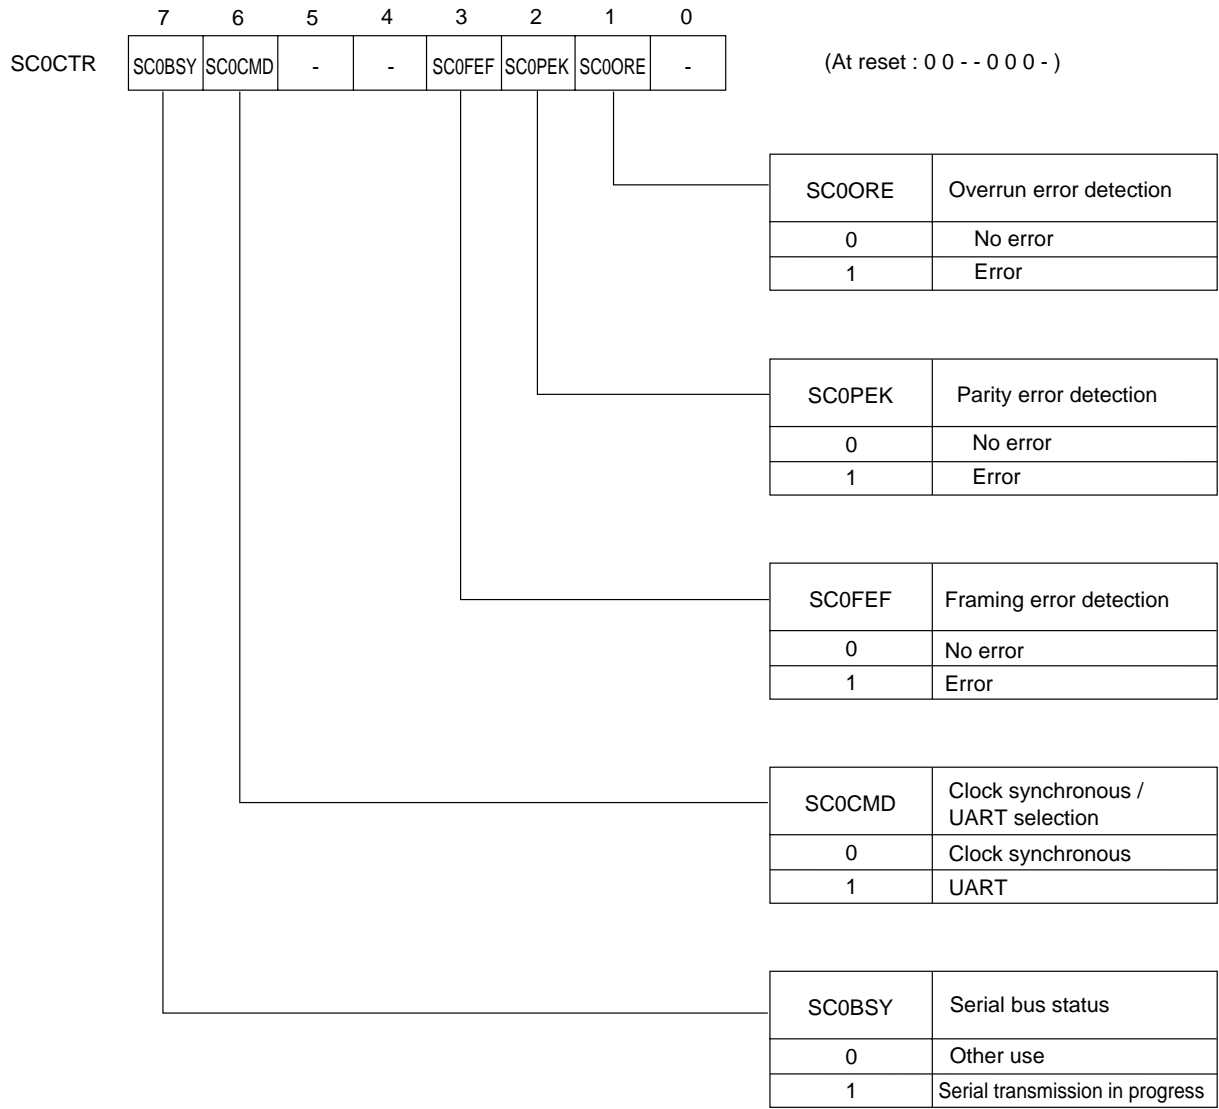 7 6 5 4 3 2 1 0
SC0CTR SC0BSY SC0CMD - - SC0FEF SC0PEK SC0ORE - (At reset : 0 0 - - 0 0 0 - )
SC0ORE Overrun error detection
0 No error
1 Error
SC0PEK Parity error detection
0 No error
1 Error
SC0FEF Framing error detection
0 No error
1 Error
SC0CMD Clock synchronous /
UART selection
0 Clock synchronous
1 UART
SC0BSY Serial bus status
0 Other use
1 Serial transmission in progress